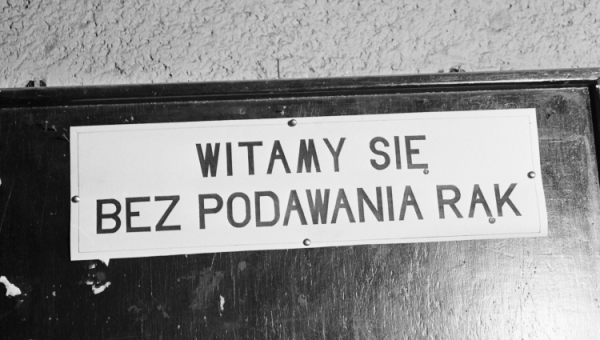 WITAMY SIĘ
BEZ PODAWANIA RĄK